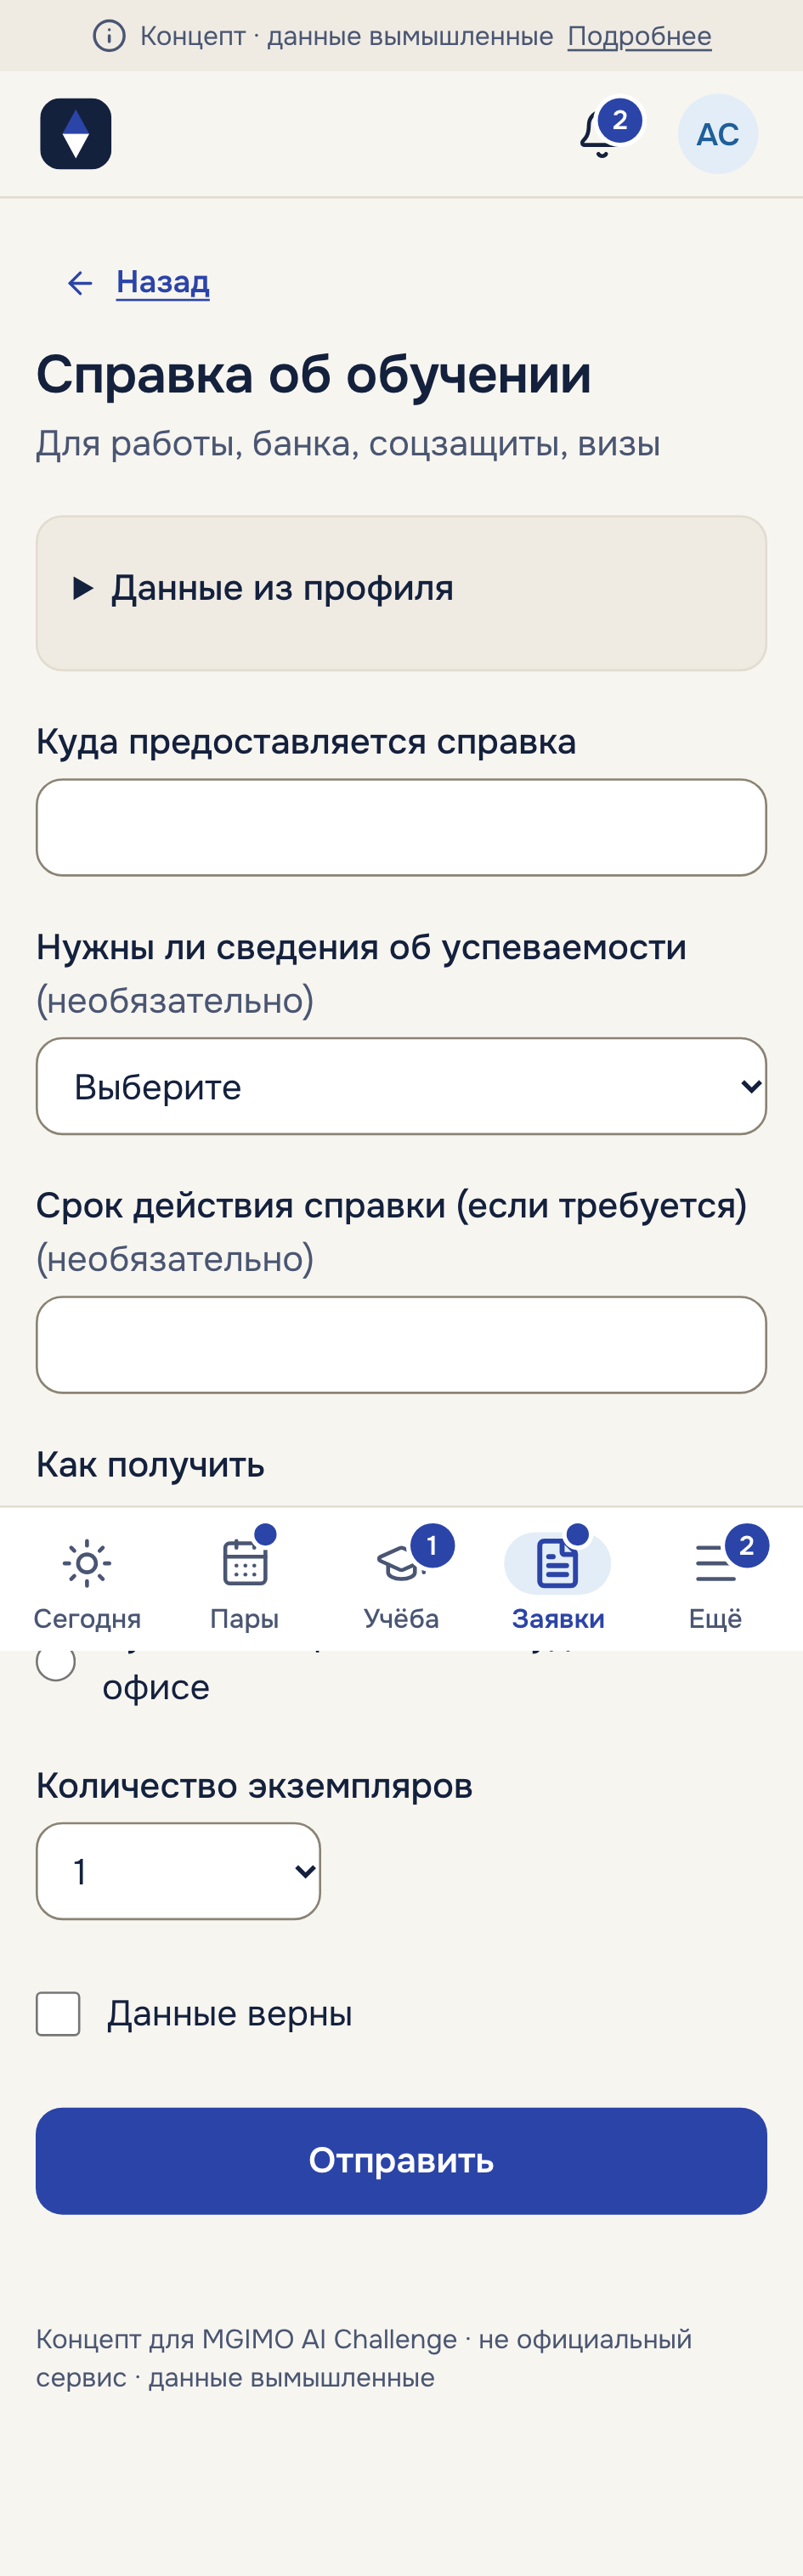 Концепт · данные вымышленные Подробнее
2
АС
Назад
Справка об обучении
Для работы, банка, соцзащиты, визы
Данные из профиля
Куда предоставляется справка
Нужны ли сведения об успеваемости
(необязательно)
Выберите
Срок действия справки (если требуется)
(необязательно)
Как получить
1
2
Сегодня
Пары
Учёба
Заявки
Ещё
офисе
Количество экземпляров
1
Данные верны
Отправить
Концепт для MGIMO AI Challenge · не официальный
сервис · данные вымышленные